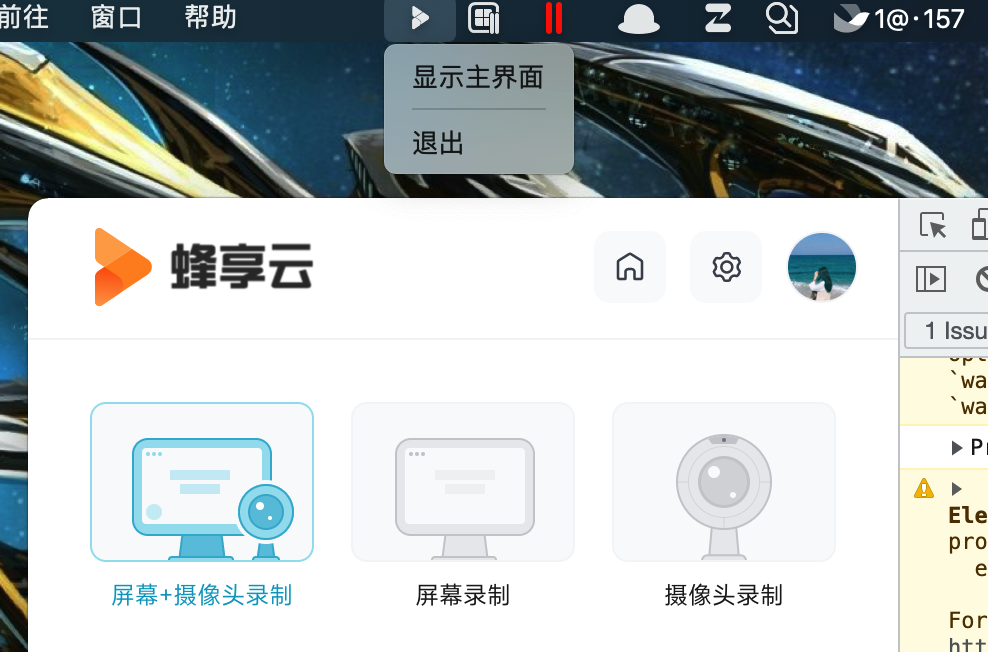 前往 窗口 帮助 1@·157
显示主界面
退出
蜂享云
1 Issu
`wa
`wa
Pr
Ele
pro
e
For
htt
屏幕+摄像头录制 屏幕录制 摄像头录制